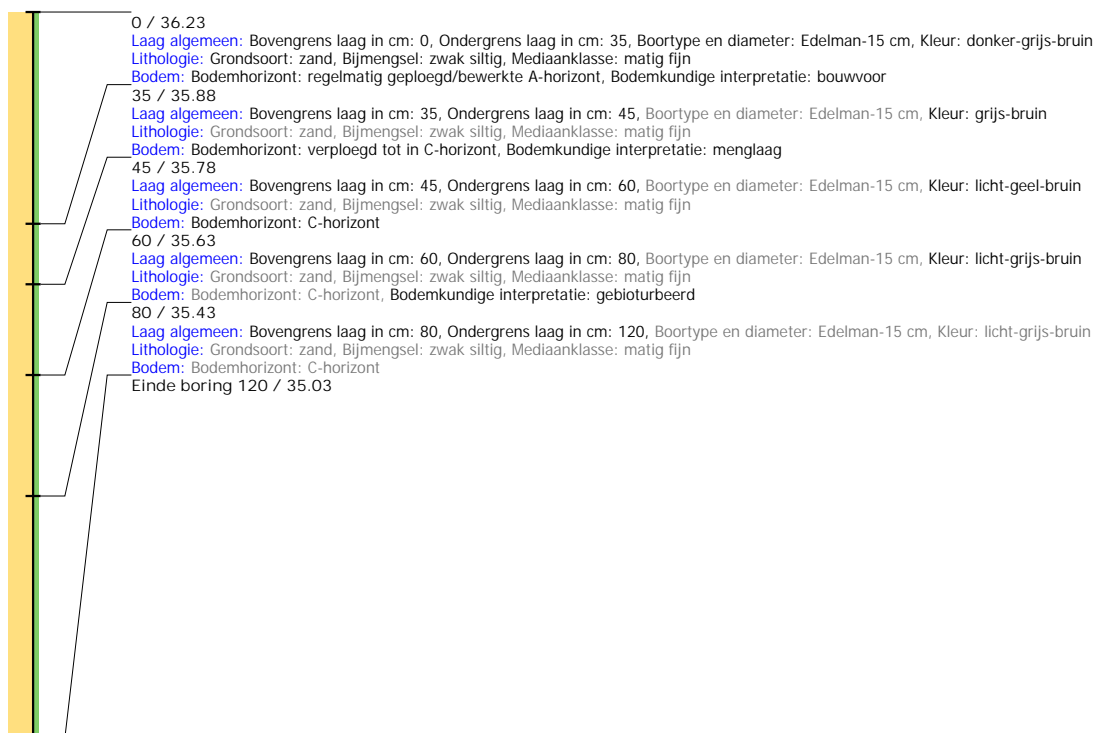 0 / 36.23
Laag algemeen: Bovengrens laag in cm: 0, Ondergrens laag in cm: 35, Boortype en diameter: Edelman-15 cm, Kleur: donker-grijs-bruin
Lithologie: Grondsoort: zand, Bijmengsel: zwak siltig, Mediaanklasse: matig fijn
Bodem: Bodemhorizont: regelmatig geploegd/bewerkte A-horizont, Bodemkundige interpretatie: bouwvoor
35 / 35.88
Laag algemeen: Bovengrens laag in cm: 35, Ondergrens laag in cm: 45, Boortype en diameter: Edelman-15 cm, Kleur: grijs-bruin
Lithologie: Grondsoort: zand, Bijmengsel: zwak siltig, Mediaanklasse: matig fijn
Bodem: Bodemhorizont: verploegd tot in C-horizont, Bodemkundige interpretatie: menglaag
45 / 35.78
Laag algemeen: Bovengrens laag in cm: 45, Ondergrens laag in cm: 60, Boortype en diameter: Edelman-15 cm, Kleur: licht-geel-bruin
Lithologie: Grondsoort: zand, Bijmengsel: zwak siltig, Mediaanklasse: matig fijn
Bodem: Bodemhorizont: C-horizont
60 / 35.63
Laag algemeen: Bovengrens laag in cm: 60, Ondergrens laag in cm: 80, Boortype en diameter: Edelman-15 cm, Kleur: licht-grijs-bruin
Lithologie: Grondsoort: zand, Bijmengsel: zwak siltig, Mediaanklasse: matig fijn
Bodem: Bodemhorizont: C-horizont, Bodemkundige interpretatie: gebioturbeerd
80 / 35.43
Laag algemeen: Bovengrens laag in cm: 80, Ondergrens laag in cm: 120, Boortype en diameter: Edelman-15 cm, Kleur: licht-grijs-bruin
Lithologie: Grondsoort: zand, Bijmengsel: zwak siltig, Mediaanklasse: matig fijn
Bodem: Bodemhorizont: C-horizont
Einde boring 120 / 35.03